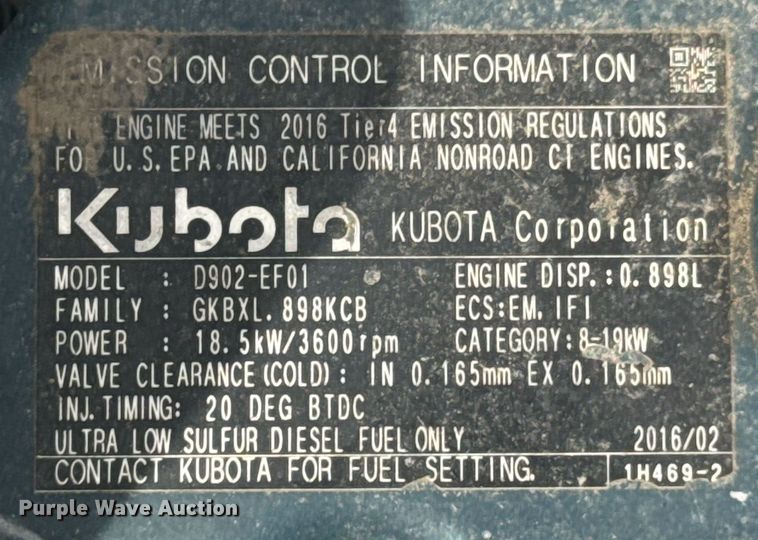 EMISSION CONTROL INFORMATION
ENGINE MEETS 2016 Tier4 EMISSION REGULATIONS
FOR U.S. EPA AND CALIFORNIA NONROAD CI ENGINES.
Kubota KUBOTA Corporation
MODEL : D902-EF01 ENGINE DISP.:0.898L
FAMILY : GKBXL.898KCB ECS:EM, IFI
POWER : 18.5kW/3600rpm CATEGORY:8-19kW
VALVE CLEARANCE(COLD): IN 0.165mm EX 0.165mm
INJ.TIMING: 20 DEG BTDC
ULTRA LOW SULFUR DIESEL FUEL ONLY 2016/02
CONTACT KUBOTA FOR FUEL SETTING. 1H469-2
Purple Wave Auction